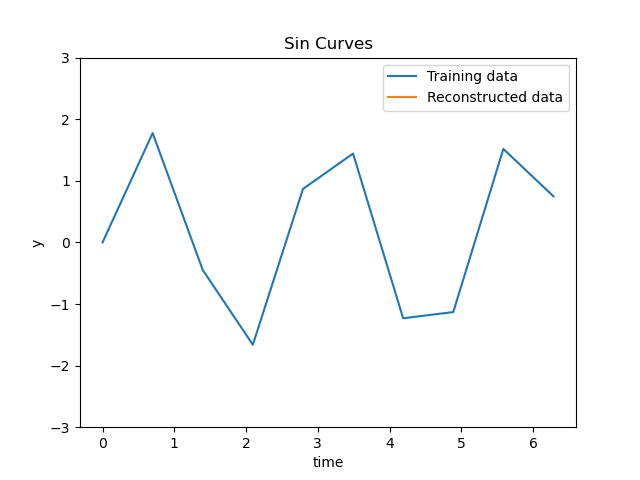 Sin Curves
Training data
Reconstructed data
3
2
1
0
−1
−2
−3
y
0 1 2 3 4 5 6
time